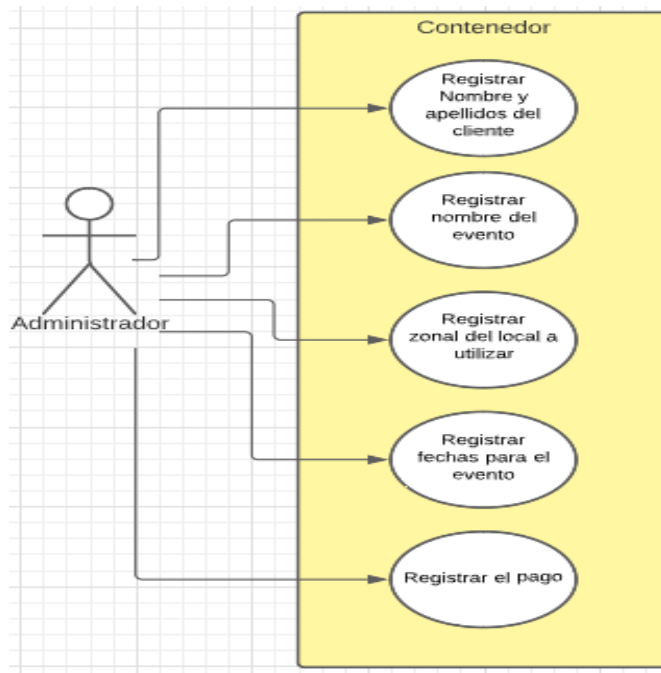 Contenedor
Registrar
Nombre y
apellidos del
cliente
Registrar
nombre del
evento
Administrador
Registrar
zonal del local a
utilizar
Registrar
fechas para el
evento
Registrar el pago